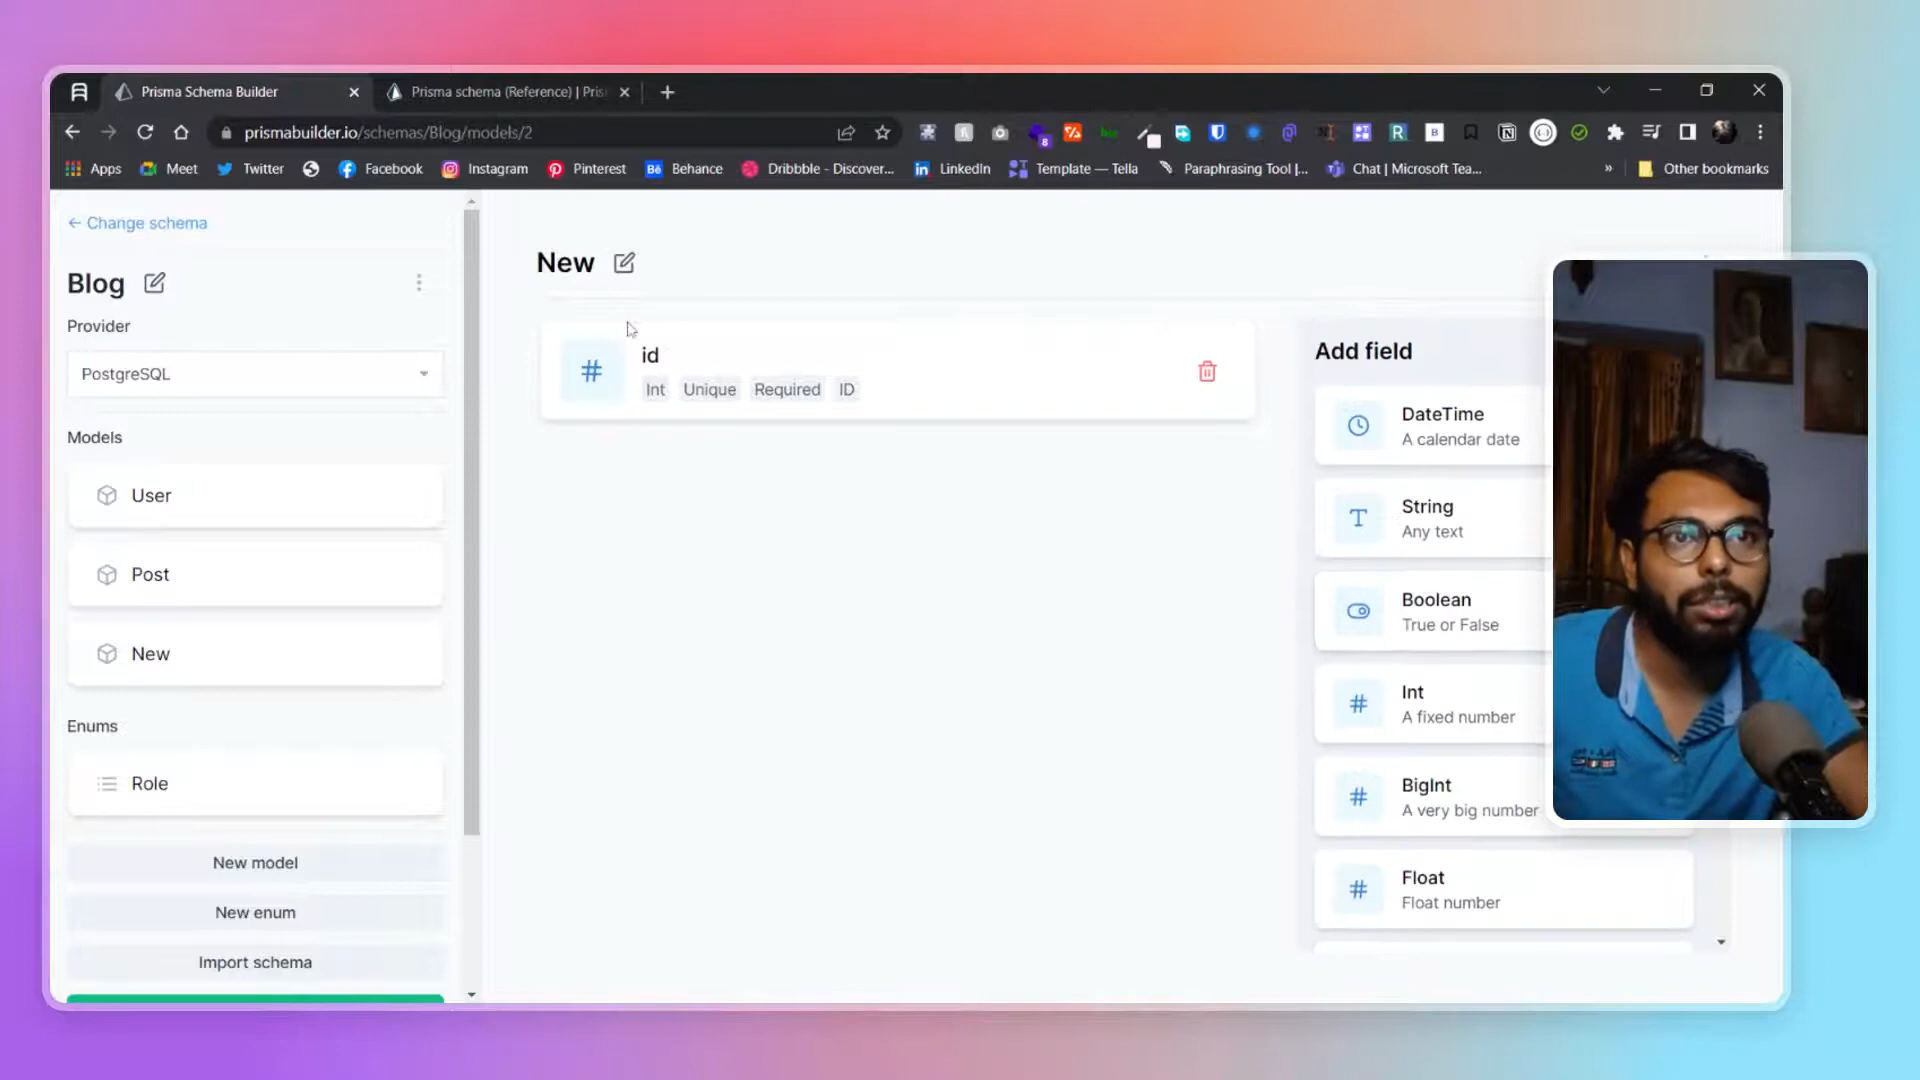 Prisma Schema Builder
Prisma schema (Reference) | Pris
prismabuilder.io/schemas/Blog/models/2
Apps
Meet
Twitter
Facebook
Instagram
Pinterest
Behance
Dribbble - Discover...
LinkedIn
Template — Tella
Paraphrasing Tool |...
Chat | Microsoft Tea...
»
Other bookmarks
← Change schema
Blog
Provider
PostgreSQL
Models
User
Post
New
Enums
Role
New model
New enum
Import schema
New
# id
Int Unique Required ID
Add field
DateTime
A calendar date
String
Any text
Boolean
True or False
# Int
A fixed number
# BigInt
A very big number
# Float
Float number